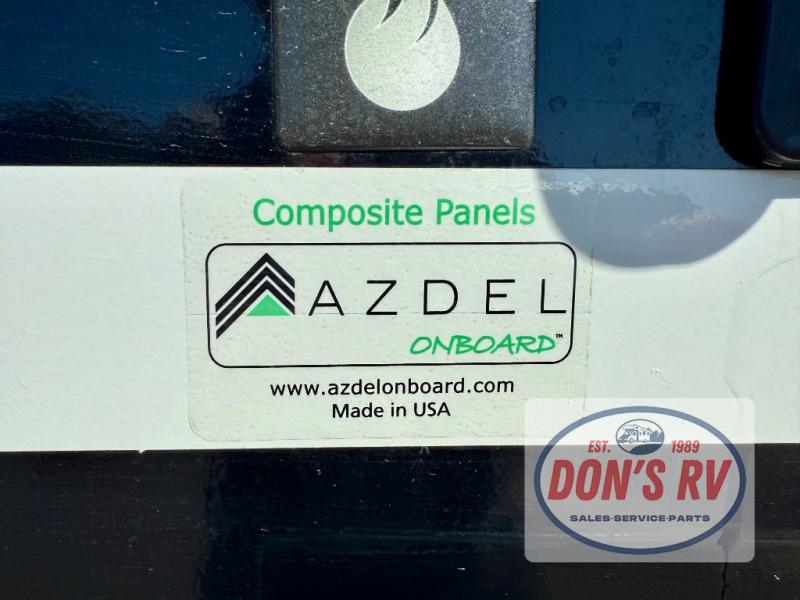 Composite Panels
AZDEL
ONBOARD™
www.azdelonboard.com
Made in USA
EST. 1989
DON'S RV
SALES·SERVICE·PARTS